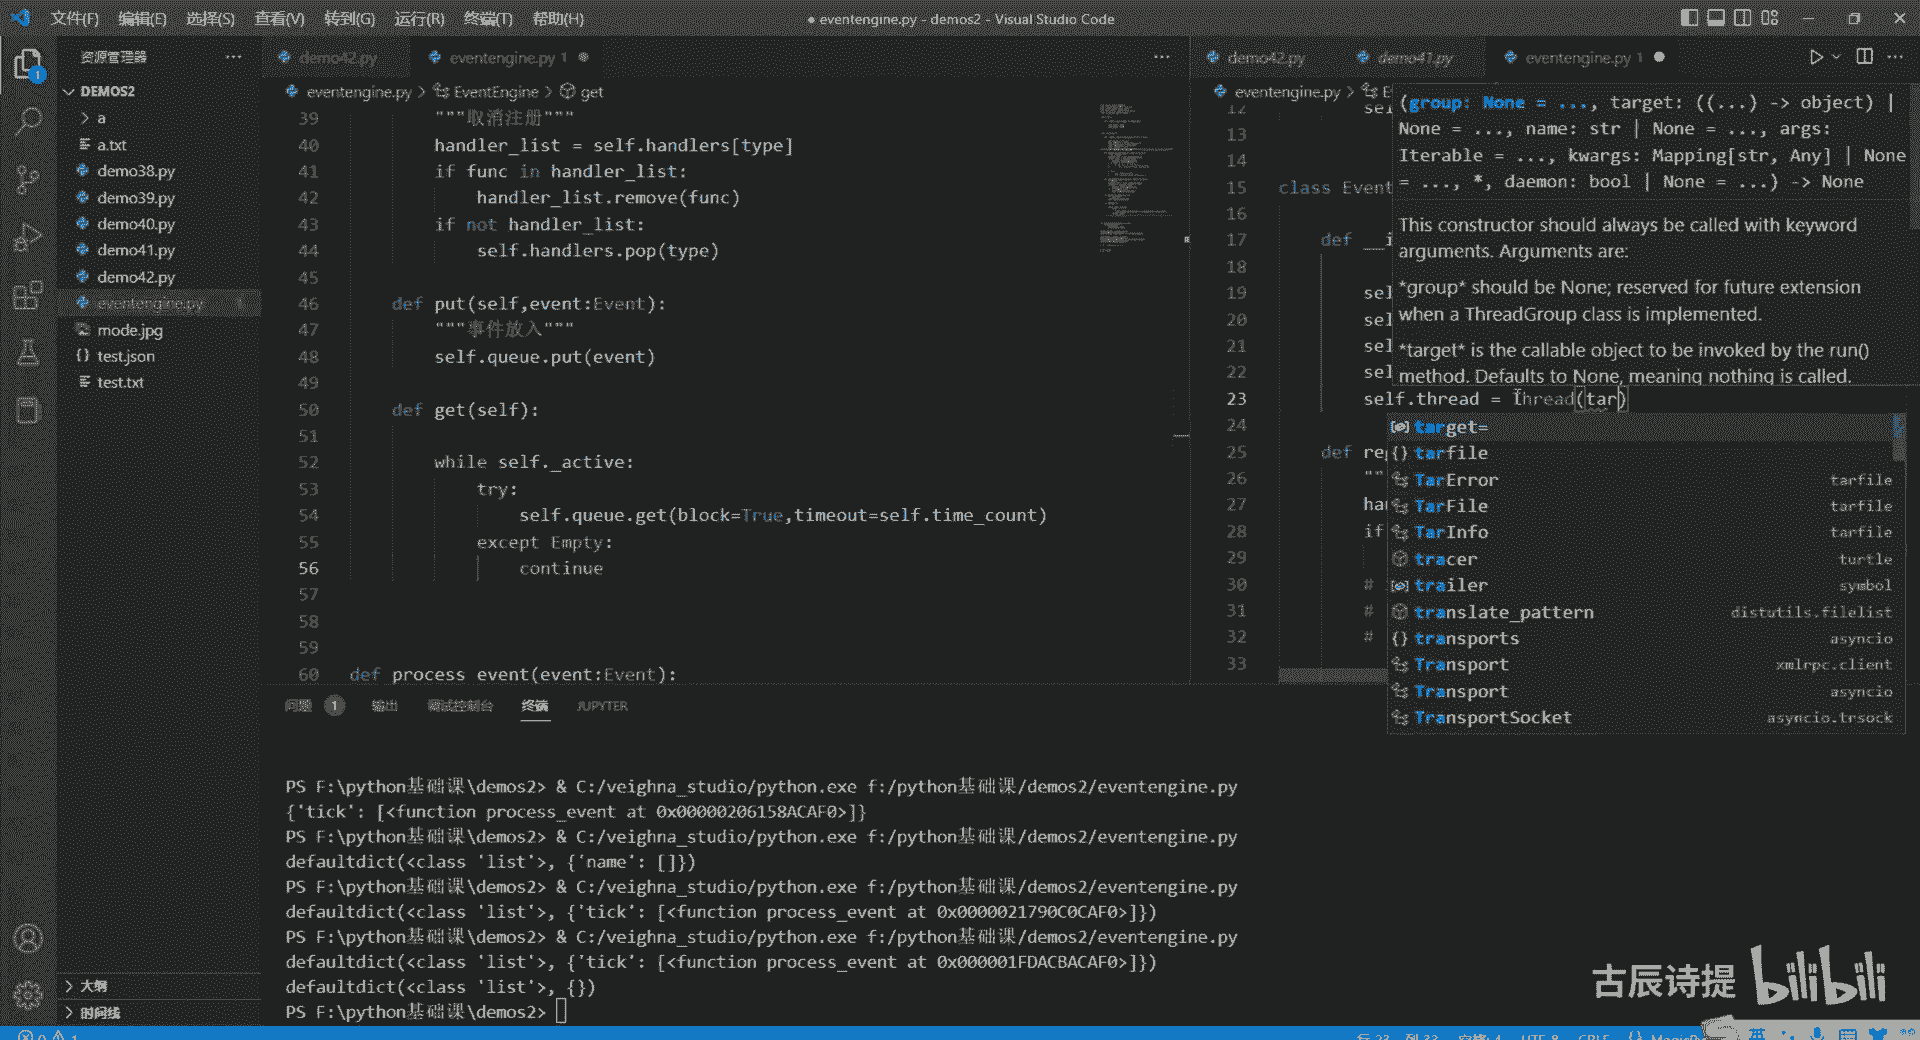 文件(F) 编辑(E) 选择(S) 查看(V) 转到(G) 运行(R) 终端(T) 帮助(H)
● eventengine.py - demos2 - Visual Studio Code
资源管理器
DEMOS2
a
a.txt
demo38.py
demo39.py
demo40.py
demo41.py
demo42.py
eventengine.py 1
mode.jpg
test.json
test.txt
大纲
时间线
demo42.py eventengine.py 1
eventengine.py > EventEngine > get
39 """取消注册"""
40 handler_list = self.handlers[type]
41 if func in handler_list:
42 handler_list.remove(func)
43 if not handler_list:
44 self.handlers.pop(type)
45
46 def put(self,event:Event):
47 """事件放入"""
48 self.queue.put(event)
49
50 def get(self):
51
52 while self._active:
53 try:
54 self.queue.get(block=True,timeout=self.time_count)
55 except Empty:
56 continue
57
58
59
60 def process_event(event:Event):
demo42.py demo41.py eventengine.py 1
eventengine.py > E
12 sel
13
14
15 class Event
16
17 def __i
18
19 sel
20 sel
21 sel
22 sel
23 self.thread = Thread(tar)
24
25 def re
26 ""
27 ha
28 if
29
30 #
31 #
32 #
33
(group: None = ..., target: ((...) -> object) |
None = ..., name: str | None = ..., args:
Iterable = ..., kwargs: Mapping[str, Any] | None
= ..., *, daemon: bool | None = ...) -> None
This constructor should always be called with keyword
arguments. Arguments are:
*group* should be None; reserved for future extension
when a ThreadGroup class is implemented.
*target* is the callable object to be invoked by the run()
method. Defaults to None, meaning nothing is called.
target=
tarfile
TarError tarfile
TarFile tarfile
TarInfo tarfile
tracer turtle
trailer symbol
translate_pattern distutils.filelist
transports asyncio
Transport xmlrpc.client
Transport asyncio
TransportSocket asyncio.trsock
问题 1 输出 调试控制台 终端 JUPYTER
PS F:\python基础课\demos2> & C:/veighna_studio/python.exe f:/python基础课/demos2/eventengine.py
{'tick': [<function process_event at 0x00000206158ACAF0>]}
PS F:\python基础课\demos2> & C:/veighna_studio/python.exe f:/python基础课/demos2/eventengine.py
defaultdict(<class 'list'>, {'name': []})
PS F:\python基础课\demos2> & C:/veighna_studio/python.exe f:/python基础课/demos2/eventengine.py
defaultdict(<class 'list'>, {'tick': [<function process_event at 0x0000021790C0CAF0>]})
PS F:\python基础课\demos2> & C:/veighna_studio/python.exe f:/python基础课/demos2/eventengine.py
defaultdict(<class 'list'>, {'tick': [<function process_event at 0x000001FDACBACAF0>]})
defaultdict(<class 'list'>, {})
PS F:\python基础课\demos2>
古辰诗提 bilibili